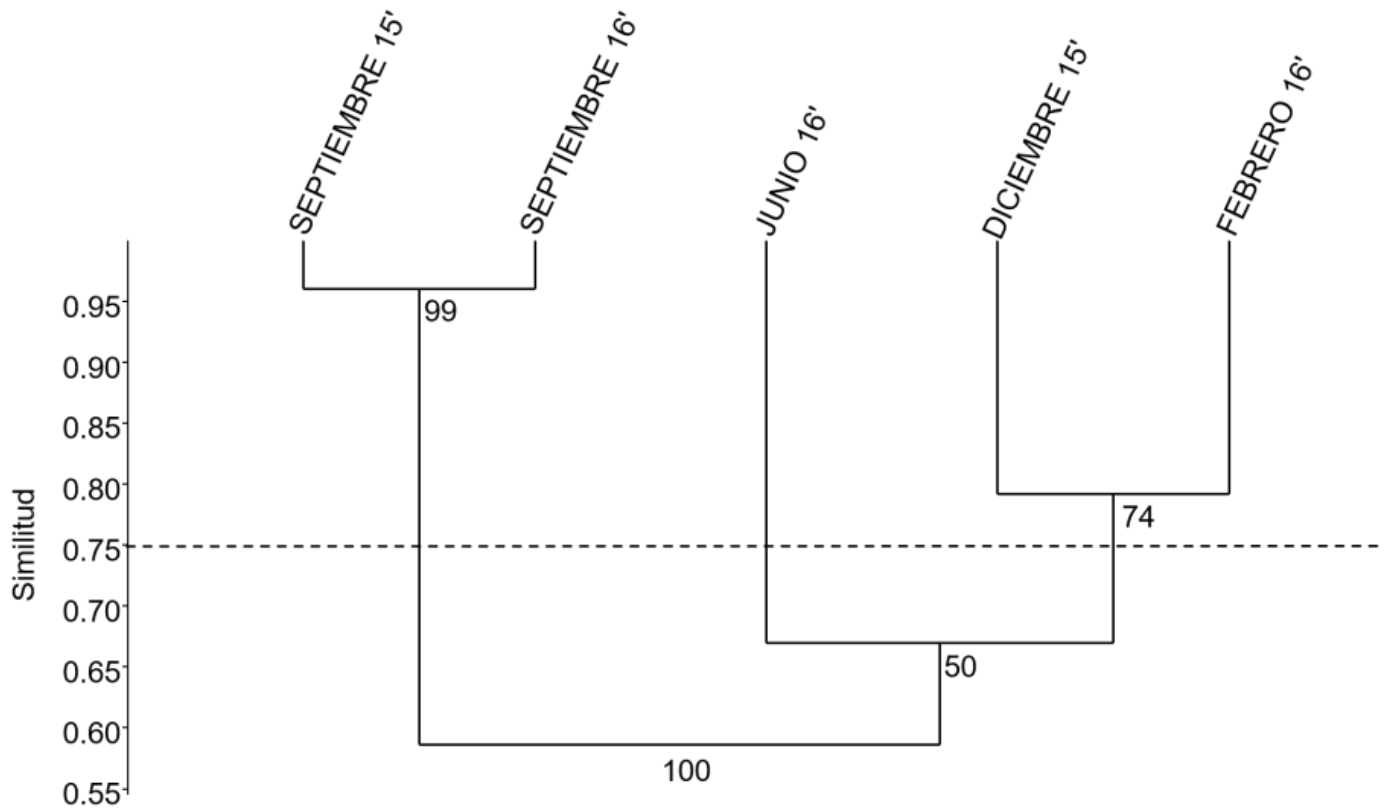 SEPTIEMBRE 15'
SEPTIEMBRE 16'
JUNIO 16'
DICIEMBRE 15'
FEBRERO 16'
Similitud
0.95
0.90
0.85
0.80
0.75
0.70
0.65
0.60
0.55
99
74
50
100